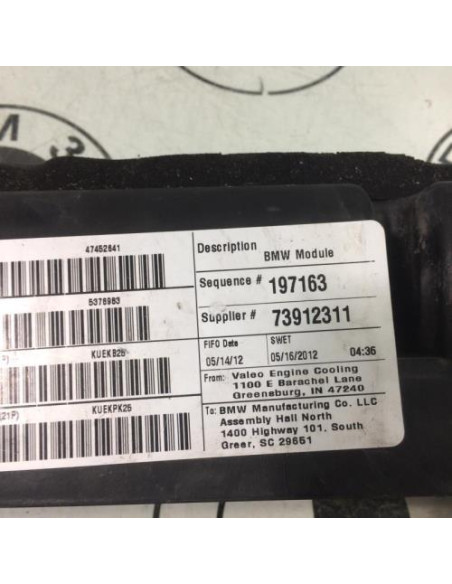 47452641
5376983
KUEKB25
KUEKPK25
21P)
Description
BMW Module
Sequence # 197163
Supplier # 73912311
FIFO Date
05/14/12
SWET
05/16/2012 04:36
From: Valeo Engine Cooling
1100 E Barachel Lane
Greensburg, IN 47240
To: BMW Manufacturing Co. LLC
Assembly Hall North
1400 Highway 101, South
Greer, SC 29651